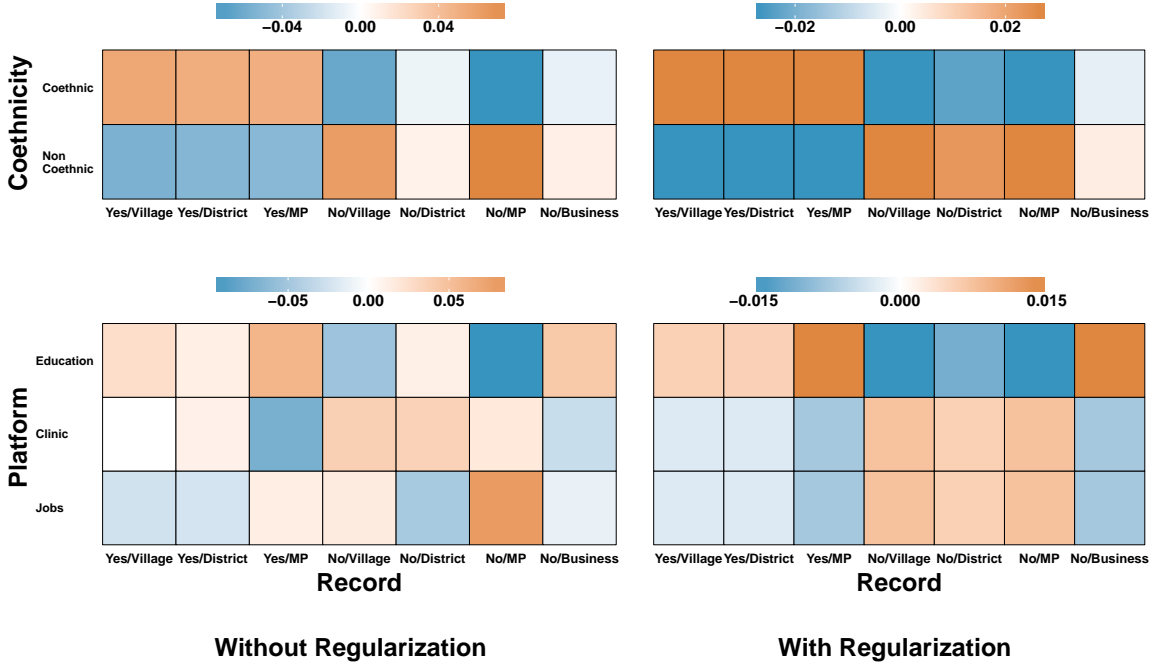 −0.04 0.00 0.04
−0.02 0.00 0.02
Coethnicity
Coethnic
Non
Coethnic
Yes/Village Yes/District Yes/MP No/Village No/District No/MP No/Business
Yes/Village Yes/District Yes/MP No/Village No/District No/MP No/Business
−0.05 0.00 0.05
−0.015 0.000 0.015
Platform
Education
Clinic
Jobs
Yes/Village Yes/District Yes/MP No/Village No/District No/MP No/Business
Yes/Village Yes/District Yes/MP No/Village No/District No/MP No/Business
Record
Record
Without Regularization
With Regularization